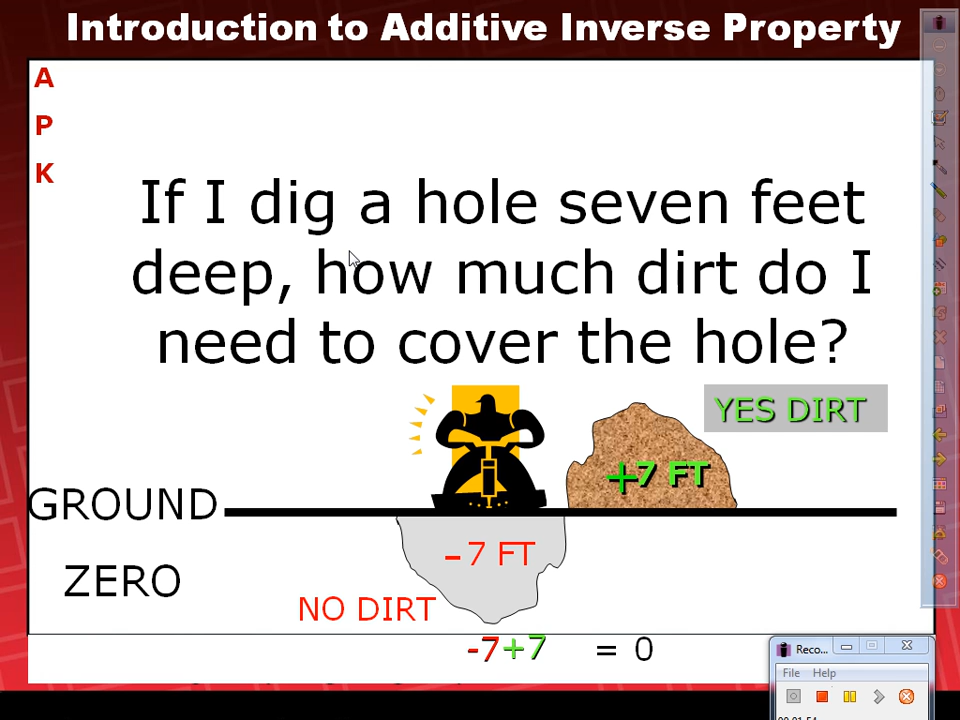 Introduction to Additive Inverse Property
A
P
K
If I dig a hole seven feet
deep, how much dirt do I
need to cover the hole?
YES DIRT
+7 FT
GROUND
ZERO
-7 FT
NO DIRT
-7+7 = 0
Reco...
File Help